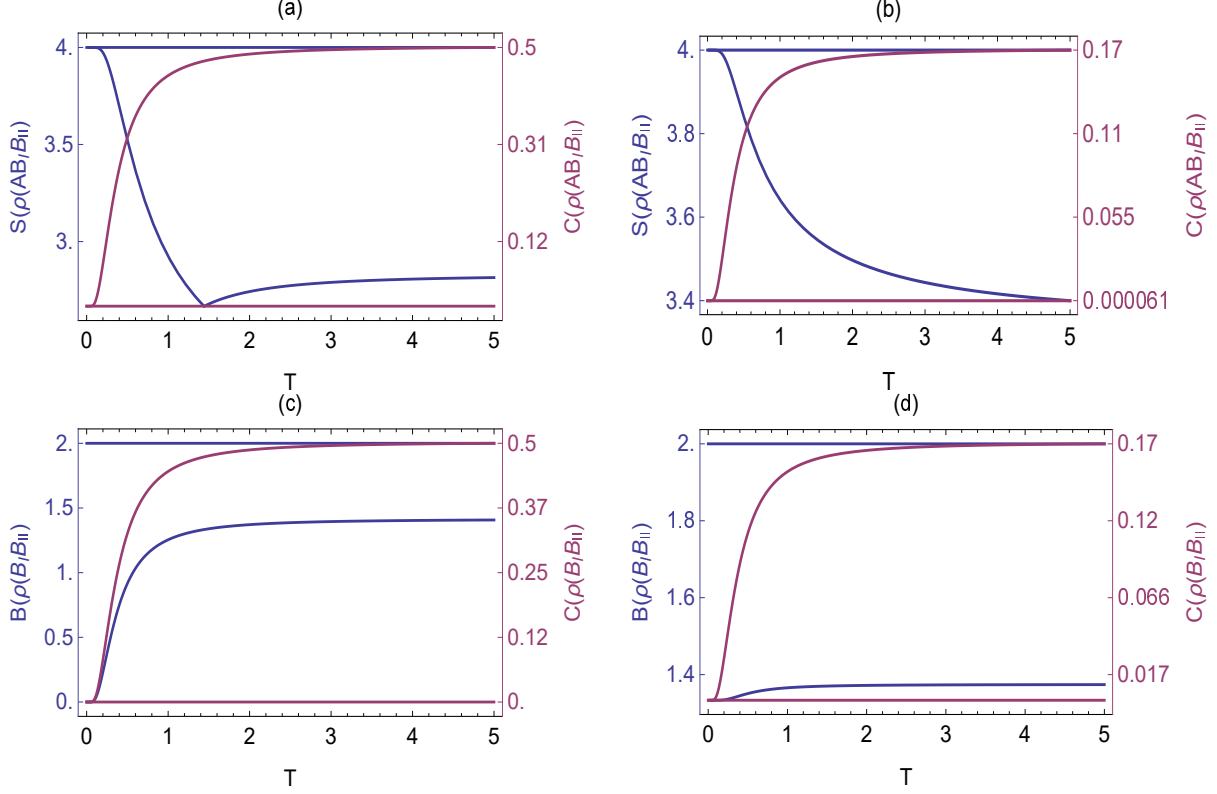 (a)
4.
3.5
3.
0.5
0.31
0.12
S(ρ(AB_I B_II)
C(ρ(AB_I B_II)
0 1 2 3 4 5
T
(b)
4.
3.8
3.6
3.4
0.17
0.11
0.055
0.000061
S(ρ(AB_I B_II)
C(ρ(AB_I B_II)
0 1 2 3 4 5
T
(c)
2.
1.5
1.
0.5
0.
0.5
0.37
0.25
0.12
0.
B(ρ(B_I B_II)
C(ρ(B_I B_II)
0 1 2 3 4 5
T
(d)
2.
1.8
1.6
1.4
0.17
0.12
0.066
0.017
B(ρ(B_I B_II)
C(ρ(B_I B_II)
0 1 2 3 4 5
T